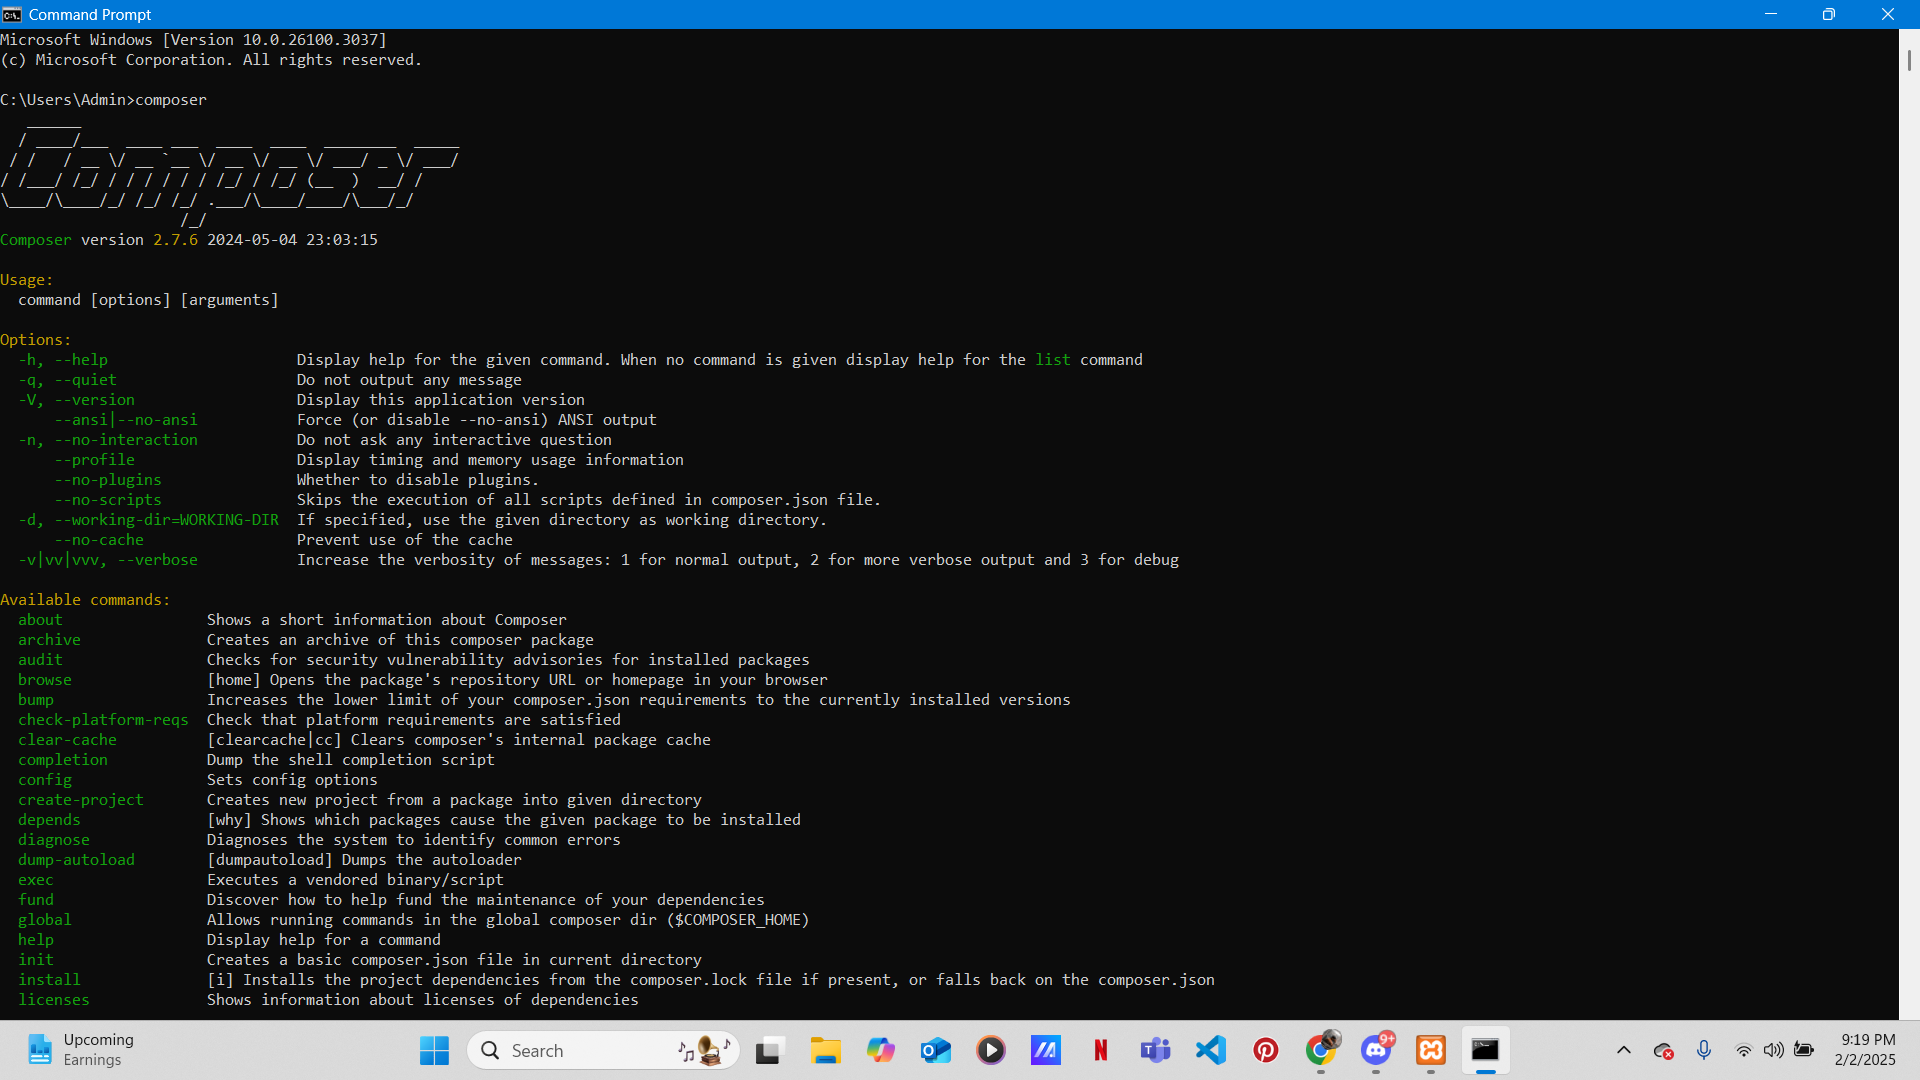 Command Prompt
Microsoft Windows [Version 10.0.26100.3037]
(c) Microsoft Corporation. All rights reserved.
C:\Users\Admin>composer
Composer
Composer version 2.7.6 2024-05-04 23:03:15
Usage:
command [options] [arguments]
Options:
-h, --help Display help for the given command. When no command is given display help for the list command
-q, --quiet Do not output any message
-V, --version Display this application version
--ansi|--no-ansi Force (or disable --no-ansi) ANSI output
-n, --no-interaction Do not ask any interactive question
--profile Display timing and memory usage information
--no-plugins Whether to disable plugins.
--no-scripts Skips the execution of all scripts defined in composer.json file.
-d, --working-dir=WORKING-DIR If specified, use the given directory as working directory.
--no-cache Prevent use of the cache
-v|vv|vvv, --verbose Increase the verbosity of messages: 1 for normal output, 2 for more verbose output and 3 for debug
Available commands:
about Shows a short information about Composer
archive Creates an archive of this composer package
audit Checks for security vulnerability advisories for installed packages
browse [home] Opens the package's repository URL or homepage in your browser
bump Increases the lower limit of your composer.json requirements to the currently installed versions
check-platform-reqs Check that platform requirements are satisfied
clear-cache [clearcache|cc] Clears composer's internal package cache
completion Dump the shell completion script
config Sets config options
create-project Creates new project from a package into given directory
depends [why] Shows which packages cause the given package to be installed
diagnose Diagnoses the system to identify common errors
dump-autoload [dumpautoload] Dumps the autoloader
exec Executes a vendored binary/script
fund Discover how to help fund the maintenance of your dependencies
global Allows running commands in the global composer dir ($COMPOSER_HOME)
help Display help for a command
init Creates a basic composer.json file in current directory
install [i] Installs the project dependencies from the composer.lock file if present, or falls back on the composer.json
licenses Shows information about licenses of dependencies
Upcoming
Earnings
Search
9+
9:19 PM
2/2/2025